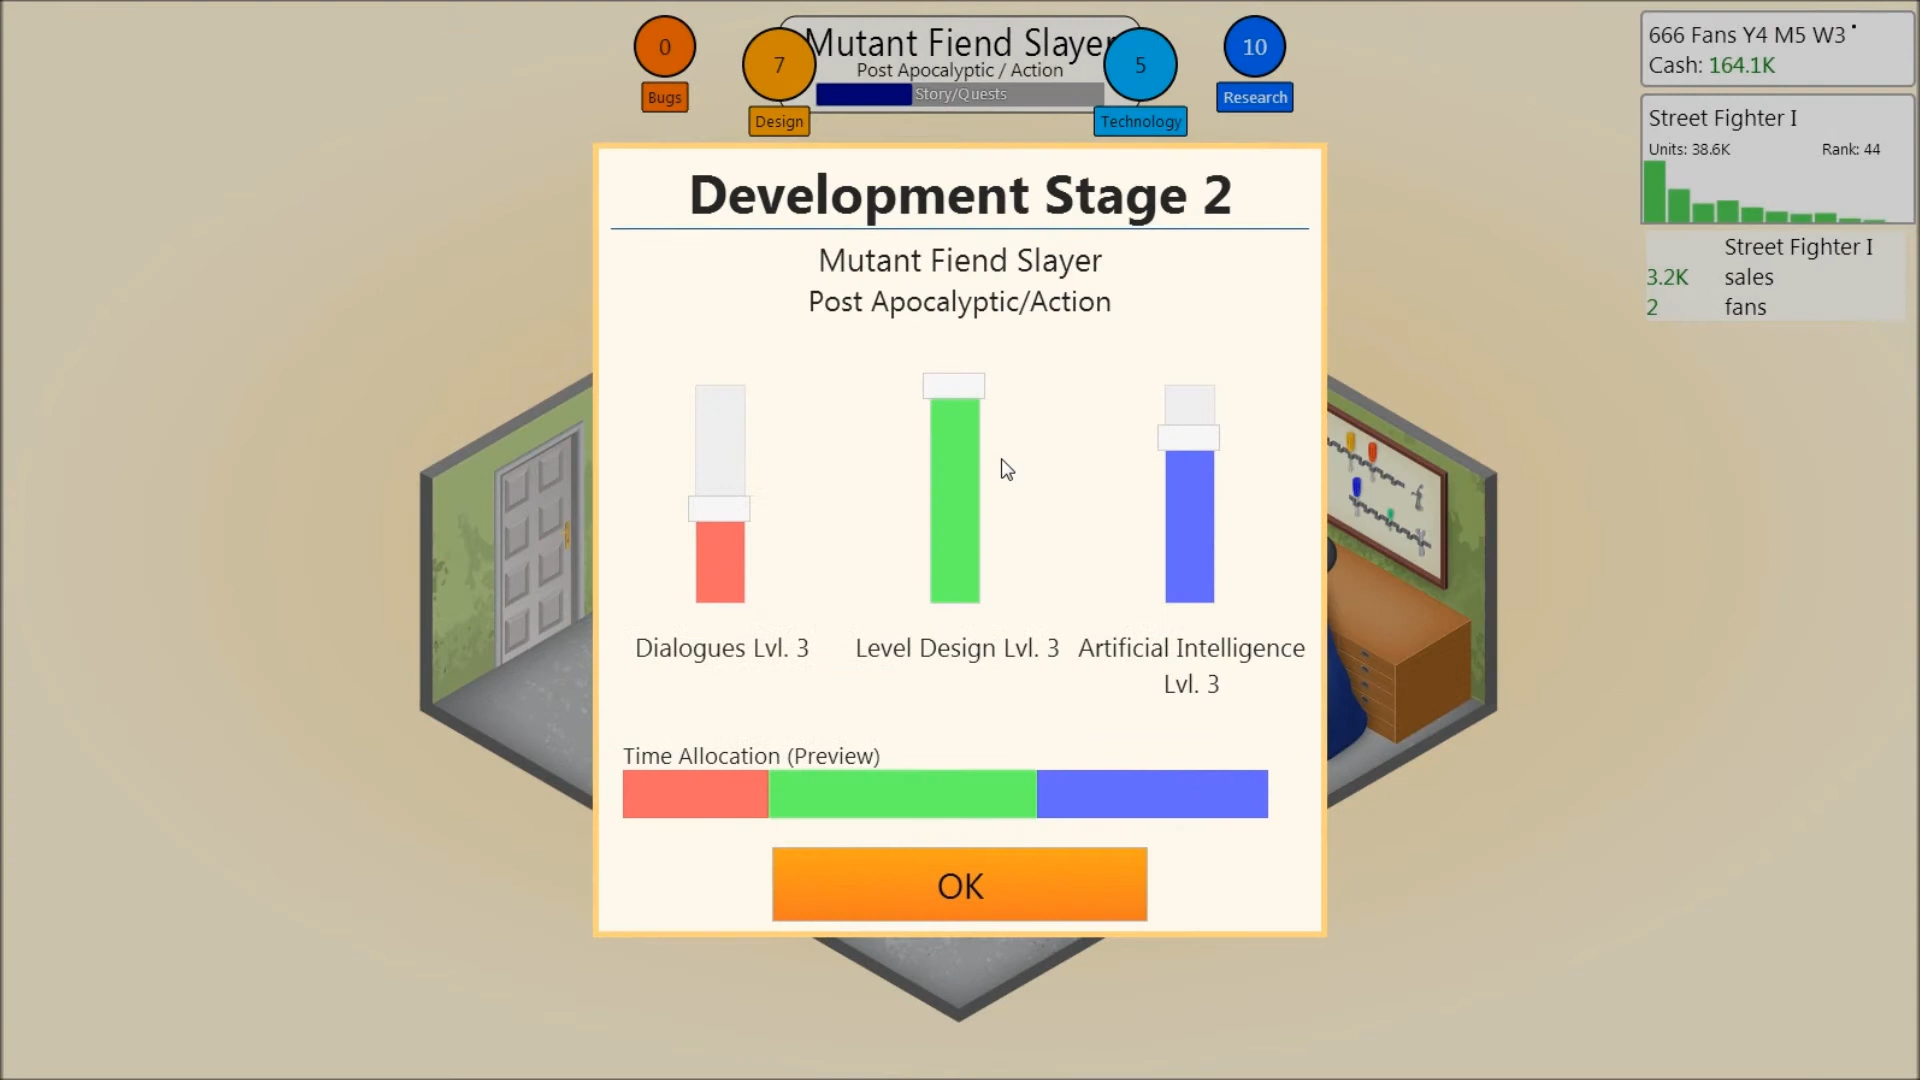 0
Bugs
7
Design
Mutant Fiend Slayer
Post Apocalyptic / Action
Story/Quests
5
Technology
10
Research
666 Fans Y4 M5 W3
Cash: 164.1K
Street Fighter I
Units: 38.6K Rank: 44
Street Fighter I
3.2K sales
2 fans
Development Stage 2
Mutant Fiend Slayer
Post Apocalyptic/Action
Dialogues Lvl. 3
Level Design Lvl. 3
Artificial Intelligence
Lvl. 3
Time Allocation (Preview)
OK